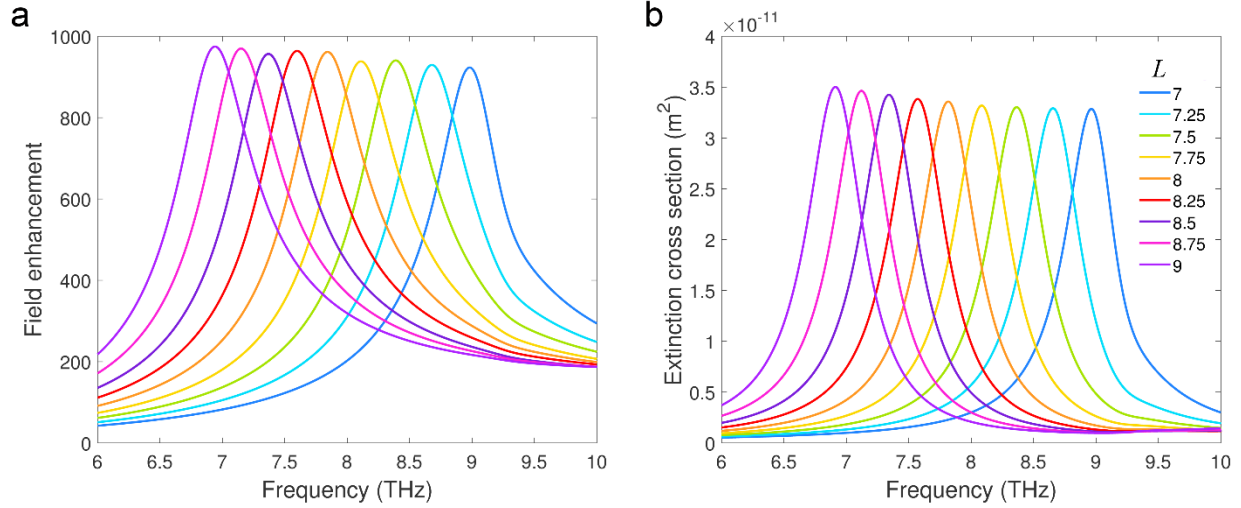 a
Field enhancement
1000
800
600
400
200
0
6 6.5 7 7.5 8 8.5 9 9.5 10
Frequency (THz)
b
×10⁻¹¹
Extinction cross section (m²)
4
3.5
3
2.5
2
1.5
1
0.5
0
6 6.5 7 7.5 8 8.5 9 9.5 10
Frequency (THz)
L
7
7.25
7.5
7.75
8
8.25
8.5
8.75
9